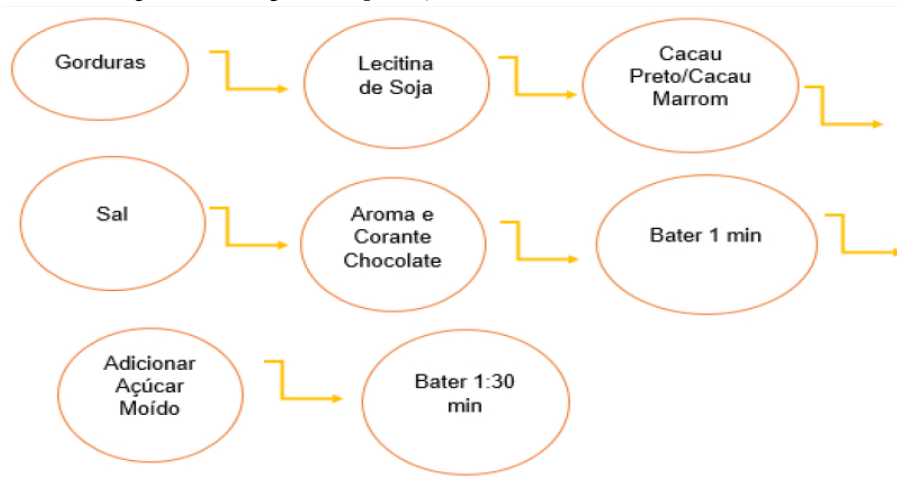 Gorduras
Lecitina
de Soja
Cacau
Preto/Cacau
Marrom
Sal
Aroma e
Corante
Chocolate
Bater 1 min
Adicionar
Açúcar
Moído
Bater 1:30
min